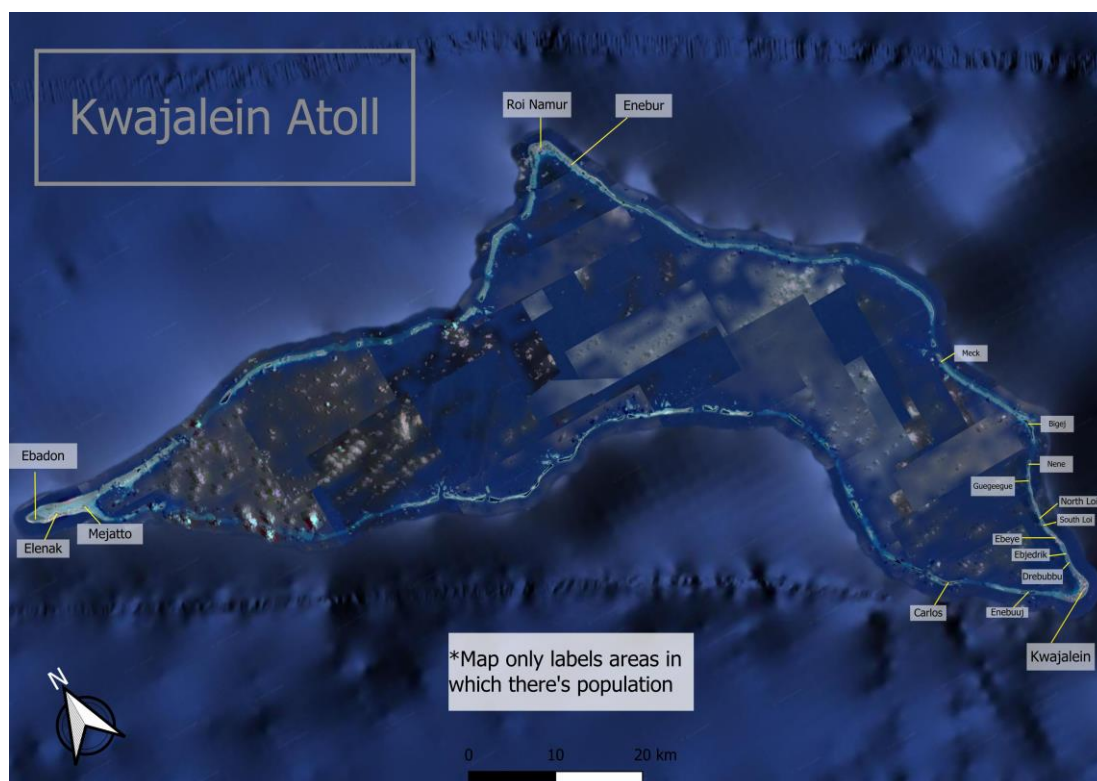 Kwajalein Atoll
Roi Namur
Enebur
Meck
Bigej
Nene
Guegeegue
North Loi
South Loi
Ebeye
Ebjedrik
Drebubbu
Ebadon
Elenak
Mejatto
Carlos
Enebuuj
Kwajalein
*Map only labels areas in
which there's population
N
0 10 20 km